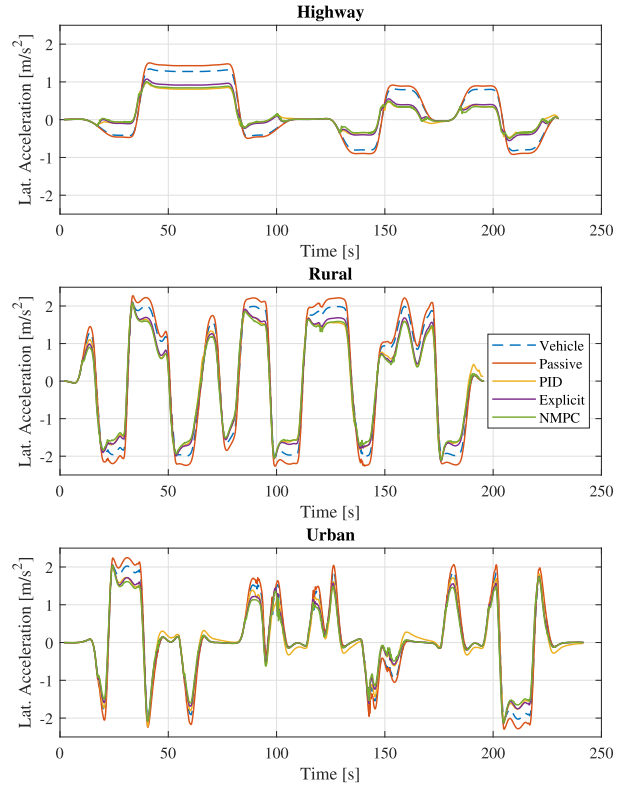 Highway
2
1
0
-1
-2
Lat. Acceleration [m/s²]
0 50 100 150 200 250
Time [s]
Rural
2
1
0
-1
-2
Lat. Acceleration [m/s²]
Vehicle
Passive
PID
Explicit
NMPC
0 50 100 150 200 250
Time [s]
Urban
2
1
0
-1
-2
Lat. Acceleration [m/s²]
0 50 100 150 200 250
Time [s]